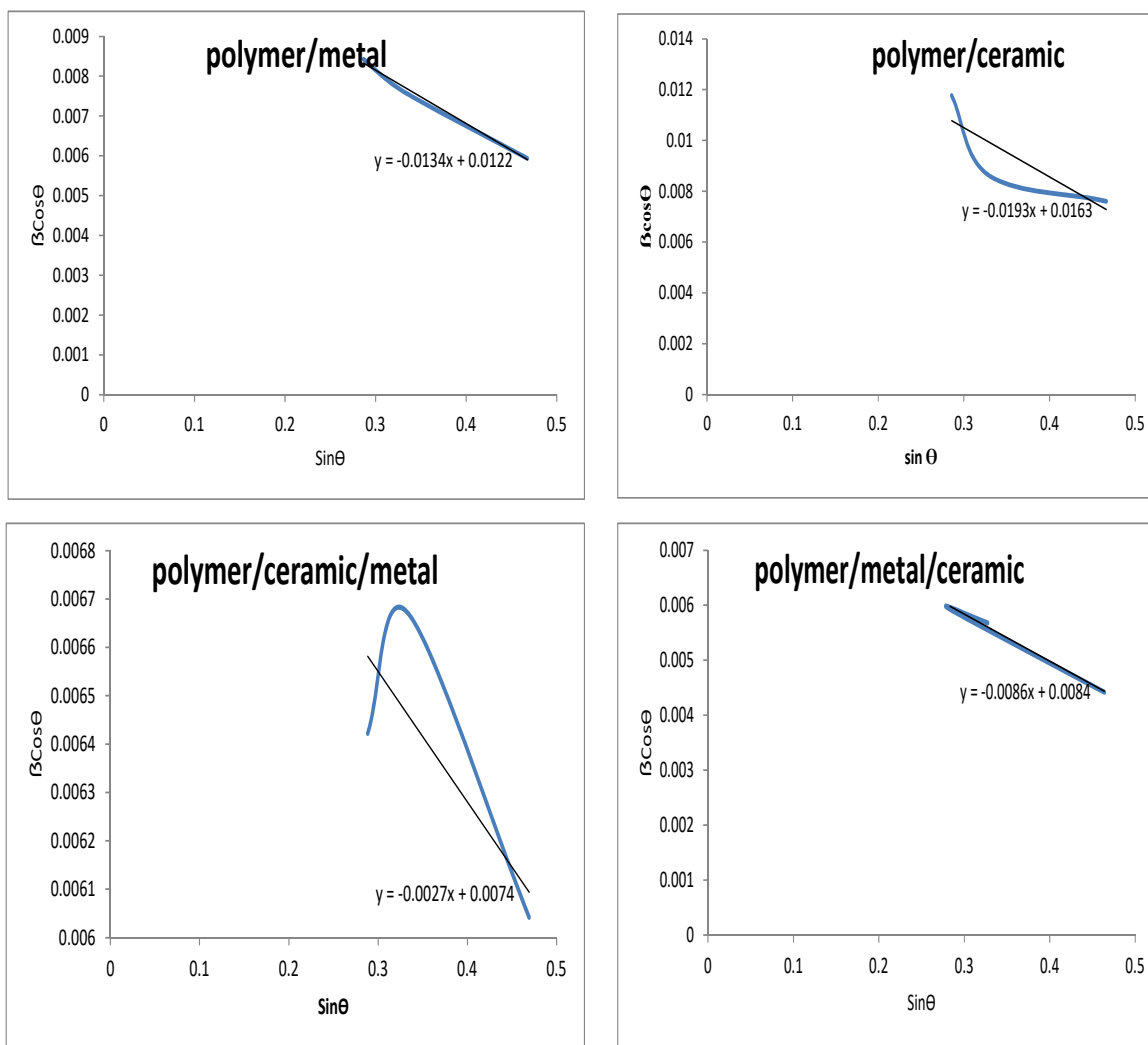 polymer/metal
0.009
0.008
0.007
0.006
0.005
0.004
0.003
0.002
0.001
0
y = -0.0134x + 0.0122
ßCosθ
0 0.1 0.2 0.3 0.4 0.5
Sinθ
polymer/ceramic
0.014
0.012
0.01
0.008
0.006
0.004
0.002
0
y = -0.0193x + 0.0163
βcosθ
0 0.1 0.2 0.3 0.4 0.5
sin θ
polymer/ceramic/metal
0.0068
0.0067
0.0066
0.0065
0.0064
0.0063
0.0062
0.0061
0.006
y = -0.0027x + 0.0074
ßCosθ
0 0.1 0.2 0.3 0.4 0.5
Sinθ
polymer/metal/ceramic
0.007
0.006
0.005
0.004
0.003
0.002
0.001
0
y = -0.0086x + 0.0084
ßCosθ
0 0.1 0.2 0.3 0.4 0.5
Sinθ